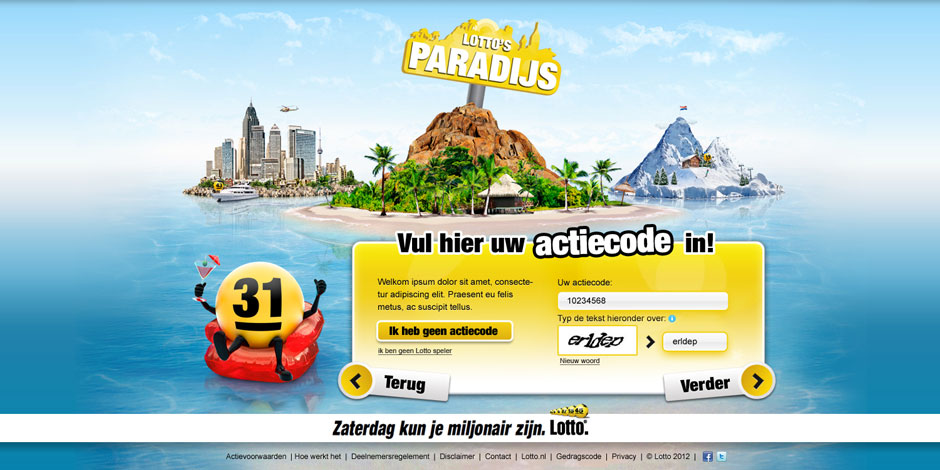 LOTTO'S
PARADIJS
Vul hier uw actiecode in!
Welkom ipsum dolor sit amet, consecte-
tur adipiscing elit. Praesent eu felis
metus, ac suscipit tellus.
Ik heb geen actiecode
ik ben geen Lotto speler
Uw actiecode:
10234568
Typ de tekst hieronder over: i
erldep
erldep
Nieuw woord
31
Terug
Verder
Zaterdag kun je miljonair zijn. Lotto.
Actievoorwaarden | Hoe werkt het | Deelnemersregelement | Disclaimer | Contact | Lotto.nl | Gedragscode | Privacy | © Lotto 2012 |